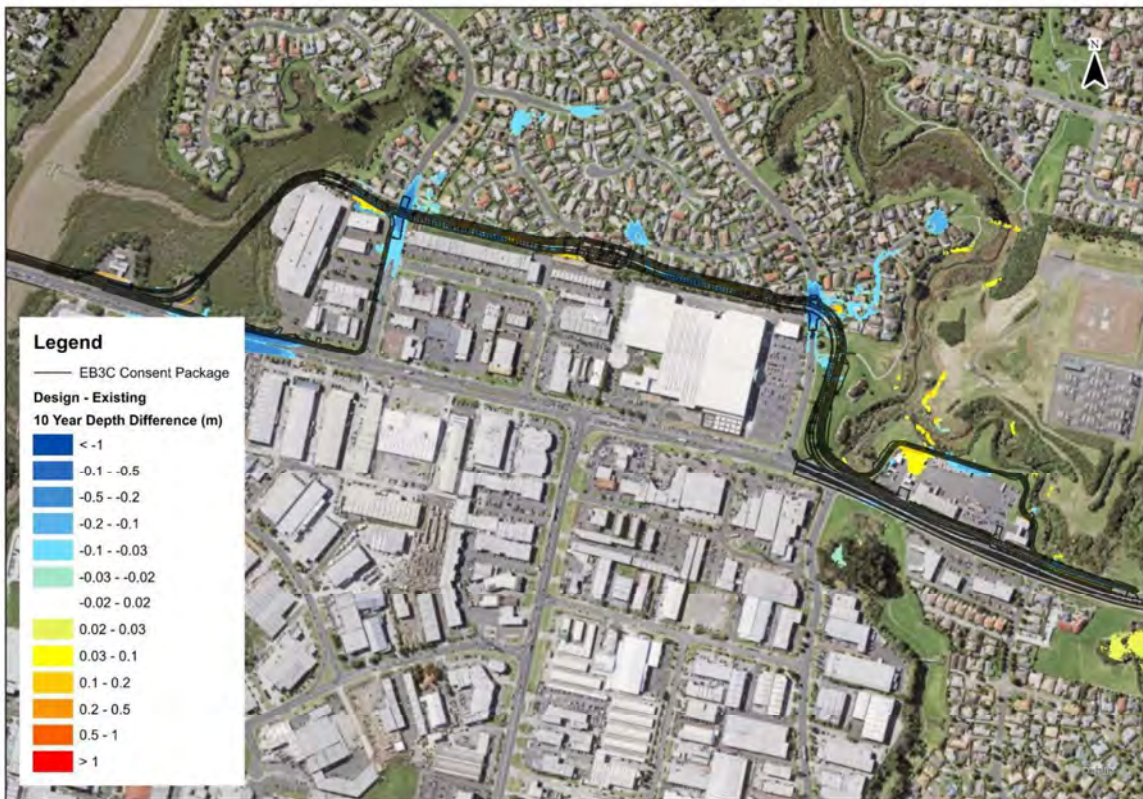 N
Legend
EB3C Consent Package
Design - Existing
10 Year Depth Difference (m)
< -1
-0.1 - -0.5
-0.5 - -0.2
-0.2 - -0.1
-0.1 - -0.03
-0.03 - -0.02
-0.02 - 0.02
0.02 - 0.03
0.03 - 0.1
0.1 - 0.2
0.2 - 0.5
0.5 - 1
> 1